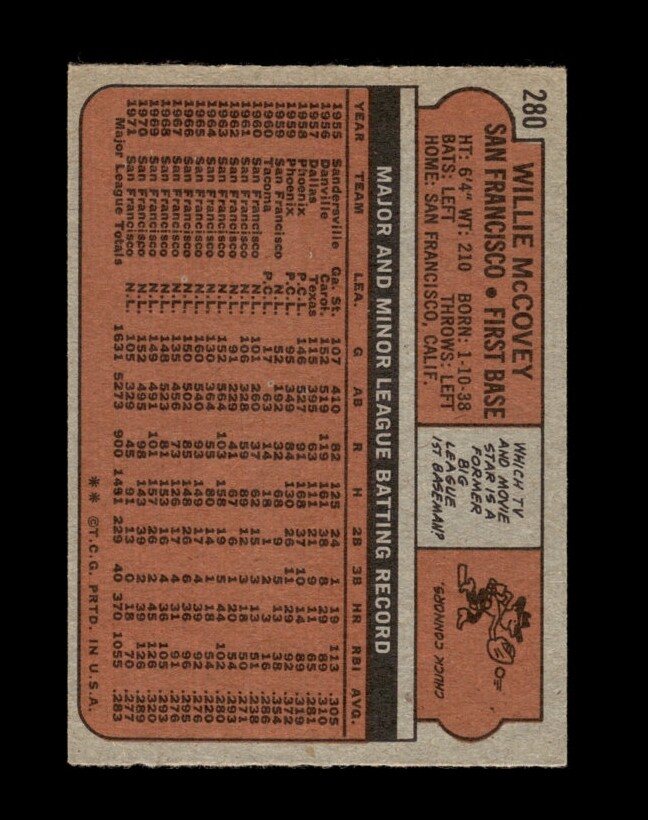 280
WILLIE McCOVEY
SAN FRANCISCO • FIRST BASE
HT: 6'4" WT: 210 BORN: 1-10-38
BATS: LEFT THROWS: LEFT
HOME: SAN FRANCISCO, CALIF.
WHICH TV
AND MOVIE
STAR IS A
FORMER
BIG
LEAGUE
1ST BASEMAN?
CHUCK CONNORS.
MAJOR AND MINOR LEAGUE BATTING RECORD
YEAR TEAM LEA. G AB R H 2B 3B HR RBI AVG.
1955 Sandersville Ga. St. 107 410 82 125 24 1 19 113 .305
1956 Danville Carol. 152 519 119 161 38 8 29 89 .310
1957 Dallas Texas 115 395 63 111 21 9 11 65 .281
1958 Phoenix P.C.L. 146 527 91 168 37 10 14 89 .319
1959 Phoenix P.C.L. 95 349 84 130 26 11 29 92 .372
1959 San Francisco N.L. 52 192 32 68 9 5 13 38 .354
1960 Tacoma P.C.L. 17 63 14 18 1 2 3 16 .286
1960 San Francisco N.L. 101 260 37 62 15 3 13 51 .238
1961 San Francisco N.L. 106 328 59 89 12 3 18 50 .271
1962 San Francisco N.L. 91 229 41 67 6 1 20 54 .293
1963 San Francisco N.L. 152 564 103 158 19 5 44 102 .280
1964 San Francisco N.L. 130 364 55 80 14 1 18 54 .220
1965 San Francisco N.L. 160 540 93 149 17 4 39 92 .276
1966 San Francisco N.L. 150 502 85 148 26 6 36 96 .295
1967 San Francisco N.L. 135 456 73 126 17 4 31 91 .276
1968 San Francisco N.L. 148 523 81 153 16 4 36 105 .293
1969 San Francisco N.L. 149 491 101 157 26 2 45 126 .320
1970 San Francisco N.L. 152 495 98 143 39 2 39 126 .289
1971 San Francisco N.L. 105 329 45 91 13 0 18 70 .277
Major League Totals 1631 5273 900 1491 229 40 370 1055 .283
** ©T.C.G. PRTD. IN U.S.A.